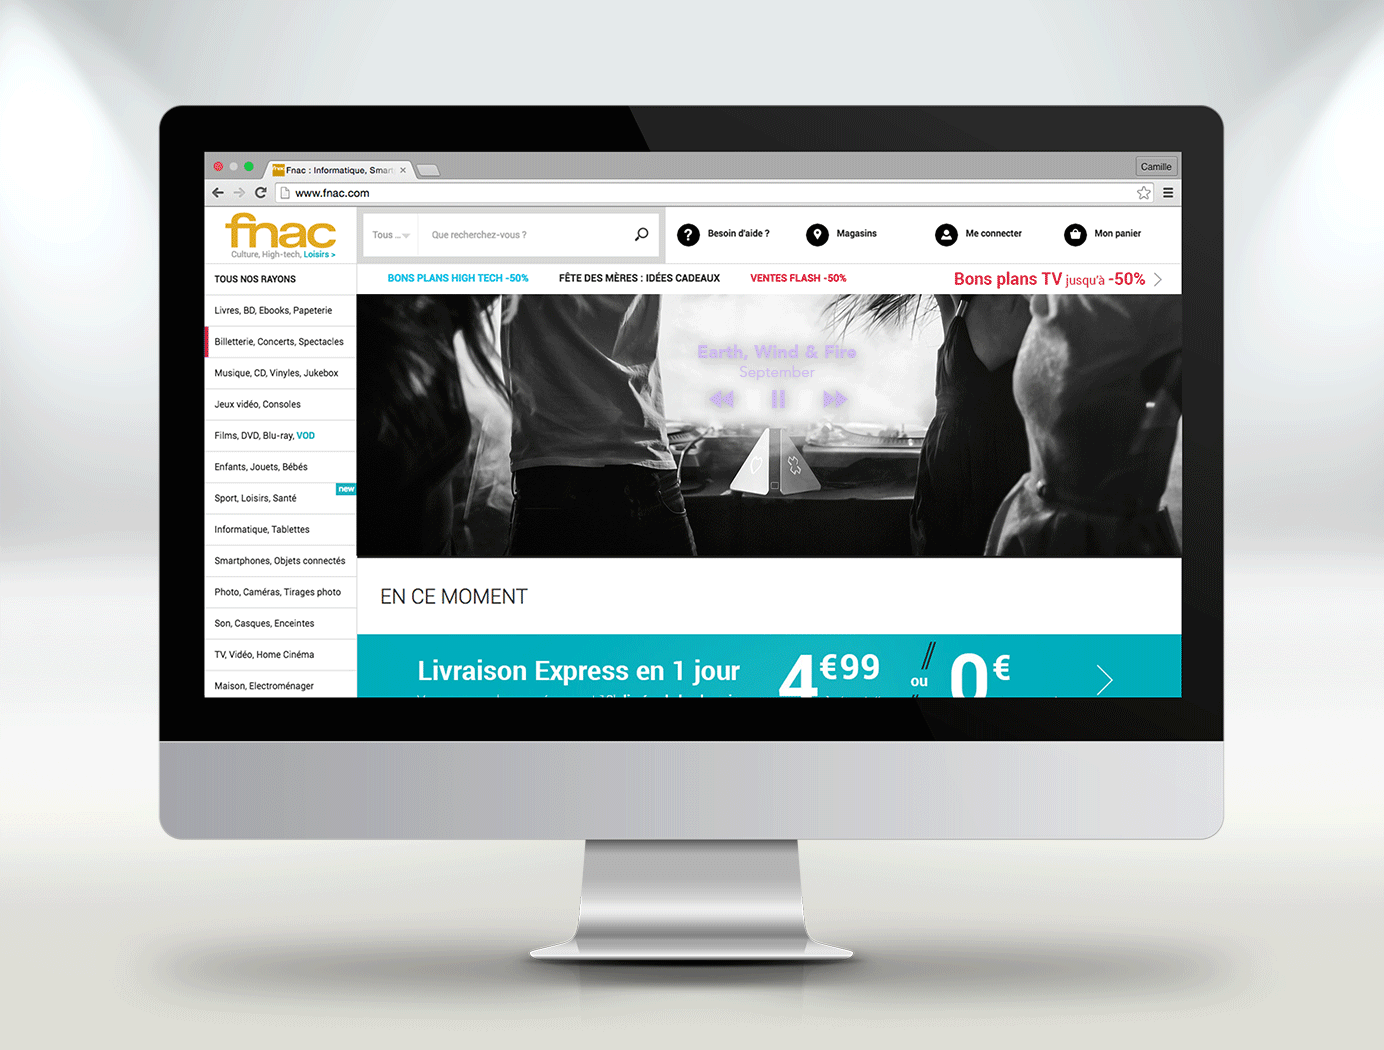 Fnac : Informatique, Smart
Camille
www.fnac.com
fnac
Culture, High-tech, Loisirs >
Tous ...
Que recherchez-vous ?
Besoin d'aide ?
Magasins
Me connecter
Mon panier
TOUS NOS RAYONS
BONS PLANS HIGH TECH -50%
FÊTE DES MÈRES : IDÉES CADEAUX
VENTES FLASH -50%
Bons plans TV jusqu'à -50%
Livres, BD, Ebooks, Papeterie
Billetterie, Concerts, Spectacles
Musique, CD, Vinyles, Jukebox
Jeux vidéo, Consoles
Films, DVD, Blu-ray, VOD
Enfants, Jouets, Bébés
new
Sport, Loisirs, Santé
Informatique, Tablettes
Smartphones, Objets connectés
Photo, Caméras, Tirages photo
Son, Casques, Enceintes
TV, Vidéo, Home Cinéma
Maison, Electroménager
Earth, Wind & Fire
September
EN CE MOMENT
Livraison Express en 1 jour
4€99
ou
0€